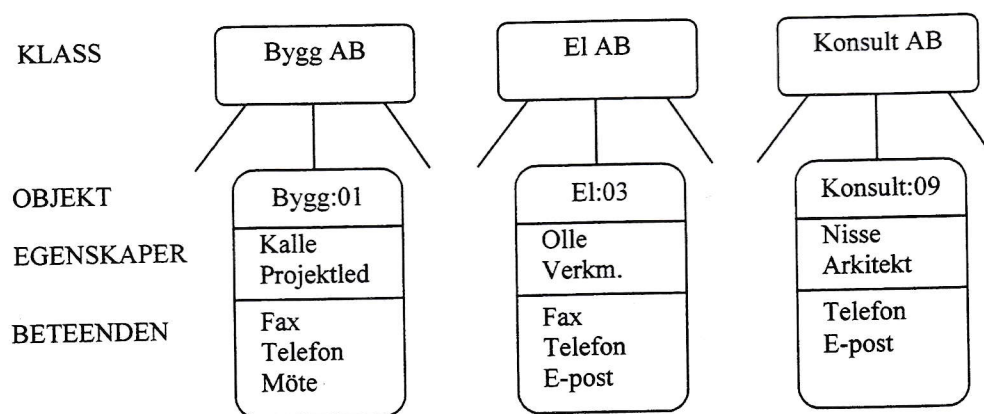 KLASS
Bygg AB
El AB
Konsult AB
OBJEKT
Bygg:01
El:03
Konsult:09
EGENSKAPER
Kalle
Projektled
Olle
Verkm.
Nisse
Arkitekt
BETEENDEN
Fax
Telefon
Möte
Fax
Telefon
E-post
Telefon
E-post